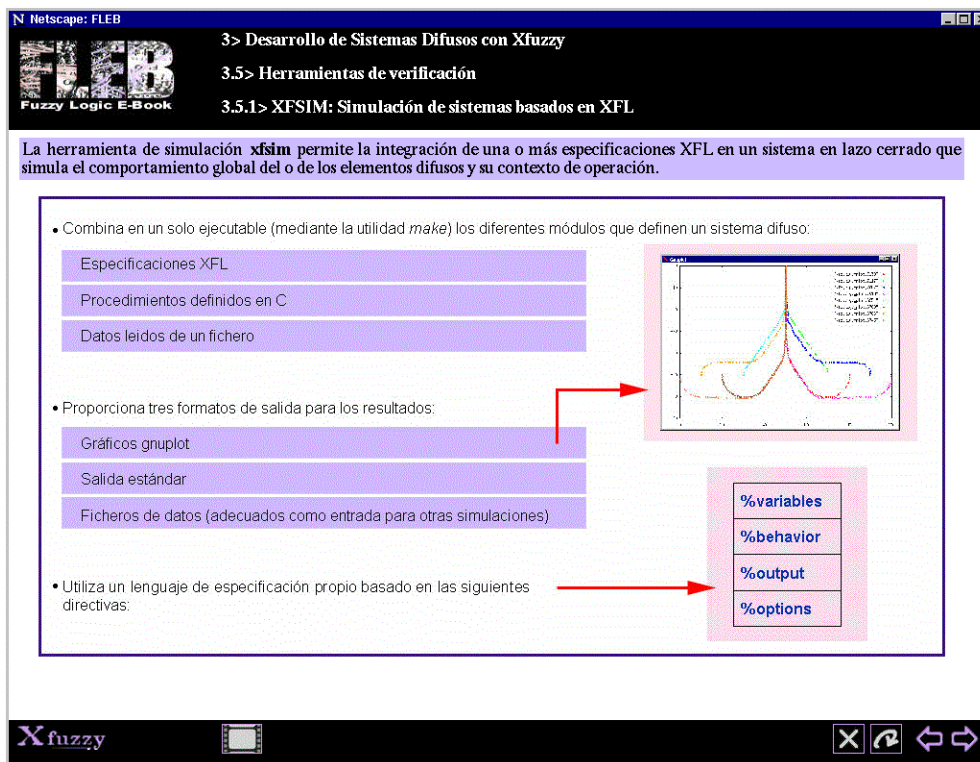 Netscape: FLEB
FLEB
Fuzzy Logic E-Book
3> Desarrollo de Sistemas Difusos con Xfuzzy
3.5> Herramientas de verificación
3.5.1> XFSIM: Simulación de sistemas basados en XFL
La herramienta de simulación xfsim permite la integración de una o más especificaciones XFL en un sistema en lazo cerrado que
simula el comportamiento global del o de los elementos difusos y su contexto de operación.
• Combina en un solo ejecutable (mediante la utilidad make) los diferentes módulos que definen un sistema difuso:
Especificaciones XFL
Procedimientos definidos en C
Datos leidos de un fichero
• Proporciona tres formatos de salida para los resultados:
Gráficos gnuplot
Salida estándar
Ficheros de datos (adecuados como entrada para otras simulaciones)
• Utiliza un lenguaje de especificación propio basado en las siguientes
directivas:
%variables
%behavior
%output
%options
Xfuzzy